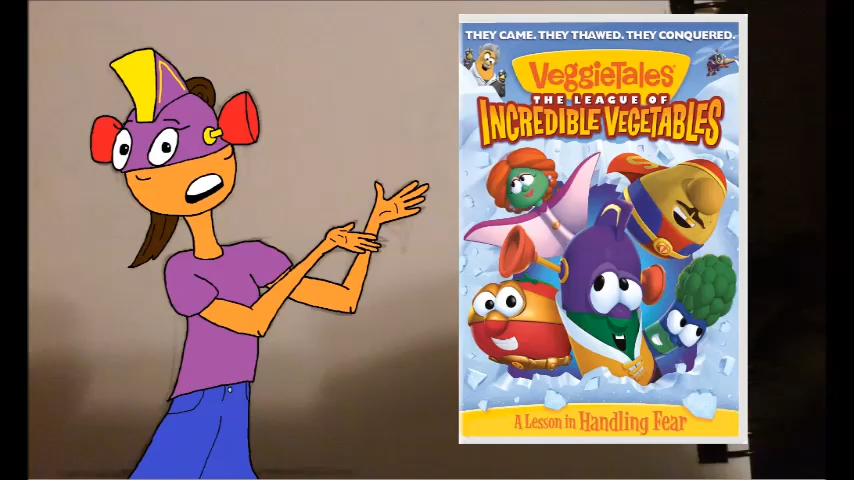 THEY CAME. THEY THAWED. THEY CONQUERED.
VeggieTales
THE LEAGUE OF
INCREDIBLE VEGETABLES
A Lesson in Handling Fear